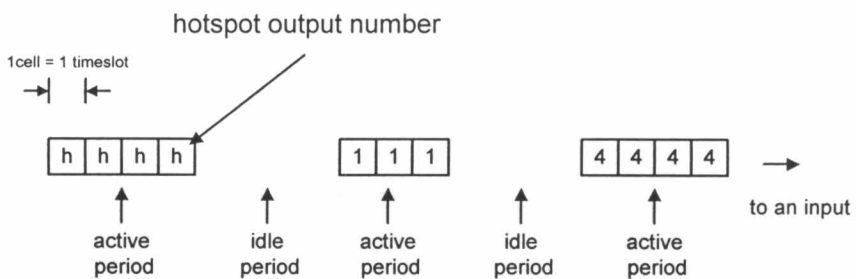 hotspot output number
1cell = 1 timeslot
h h h h
1 1 1
4 4 4 4
to an input
active period
idle period
active period
idle period
active period